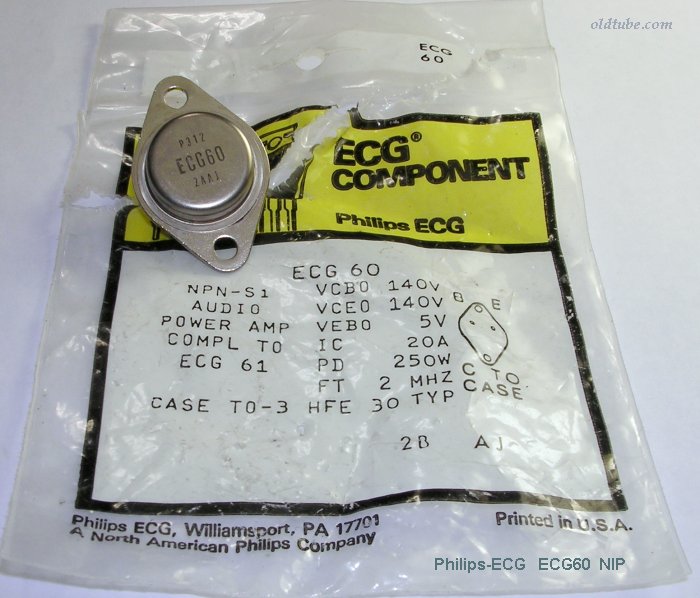 oldtube.com
ECG
60
P312
ECG60
2AAJ
ECG®
COMPONENT
Philips ECG
ECG 60
NPN-SI VCBO 140V
AUDIO VCEO 140V B E
POWER AMP VEBO 5V
COMPL TO IC 20A
ECG 61 PD 250W
FT 2 MHZ C TO
CASE TO-3 HFE 30 TYP CASE
2B AJ
Philips ECG, Williamsport, PA 17701
A North American Philips Company
Printed in U.S.A.
Philips-ECG ECG60 NIP